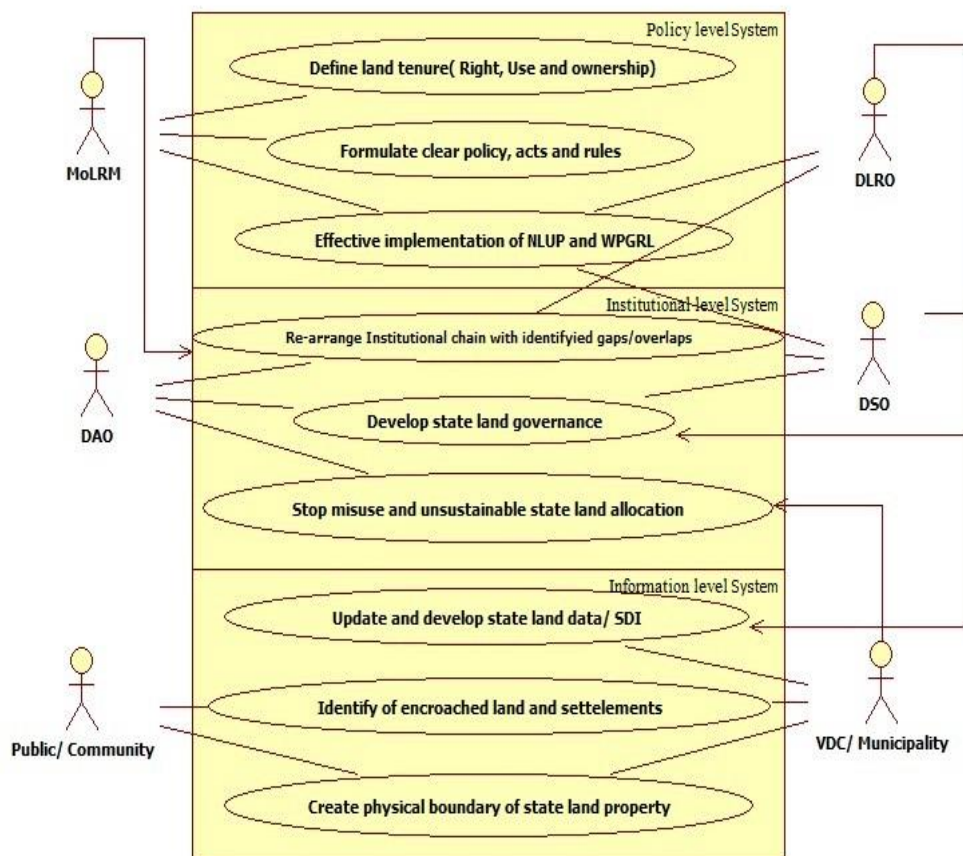 Policy level System
Define land tenure( Right, Use and ownership)
MoLRM
DLRO
Formulate clear policy, acts and rules
Effective implementation of NLUP and WPGRL
Institutional level System
Re-arrange Institutional chain with identifyied gaps/overlaps
DAO
DSO
Develop state land governance
Stop misuse and unsustainable state land allocation
Information level System
Update and develop state land data/ SDI
Identify of encroached land and settelements
Public/ Community
VDC/ Municipality
Create physical boundary of state land property